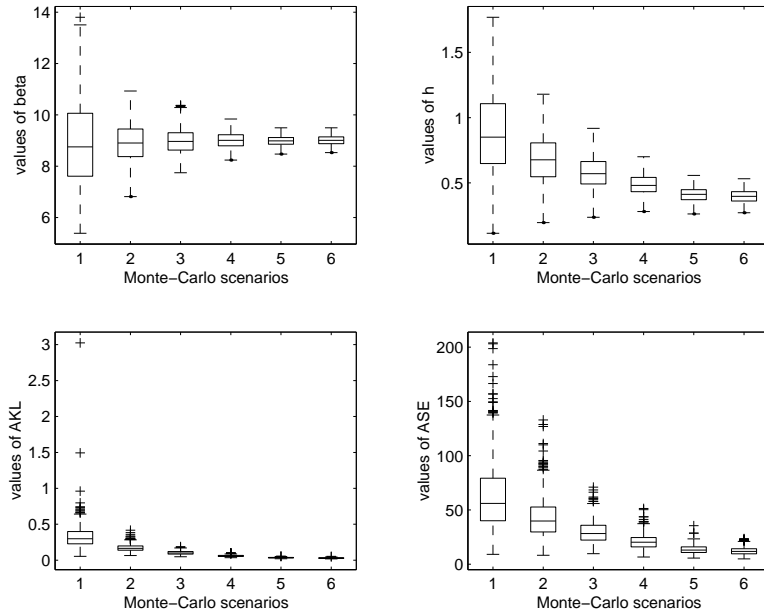 14
12
10
8
6
values of beta
1 2 3 4 5 6
Monte−Carlo scenarios
1.5
1
0.5
values of h
1 2 3 4 5 6
Monte−Carlo scenarios
3
2.5
2
1.5
1
0.5
0
values of AKL
1 2 3 4 5 6
Monte−Carlo scenarios
200
150
100
50
0
values of ASE
1 2 3 4 5 6
Monte−Carlo scenarios